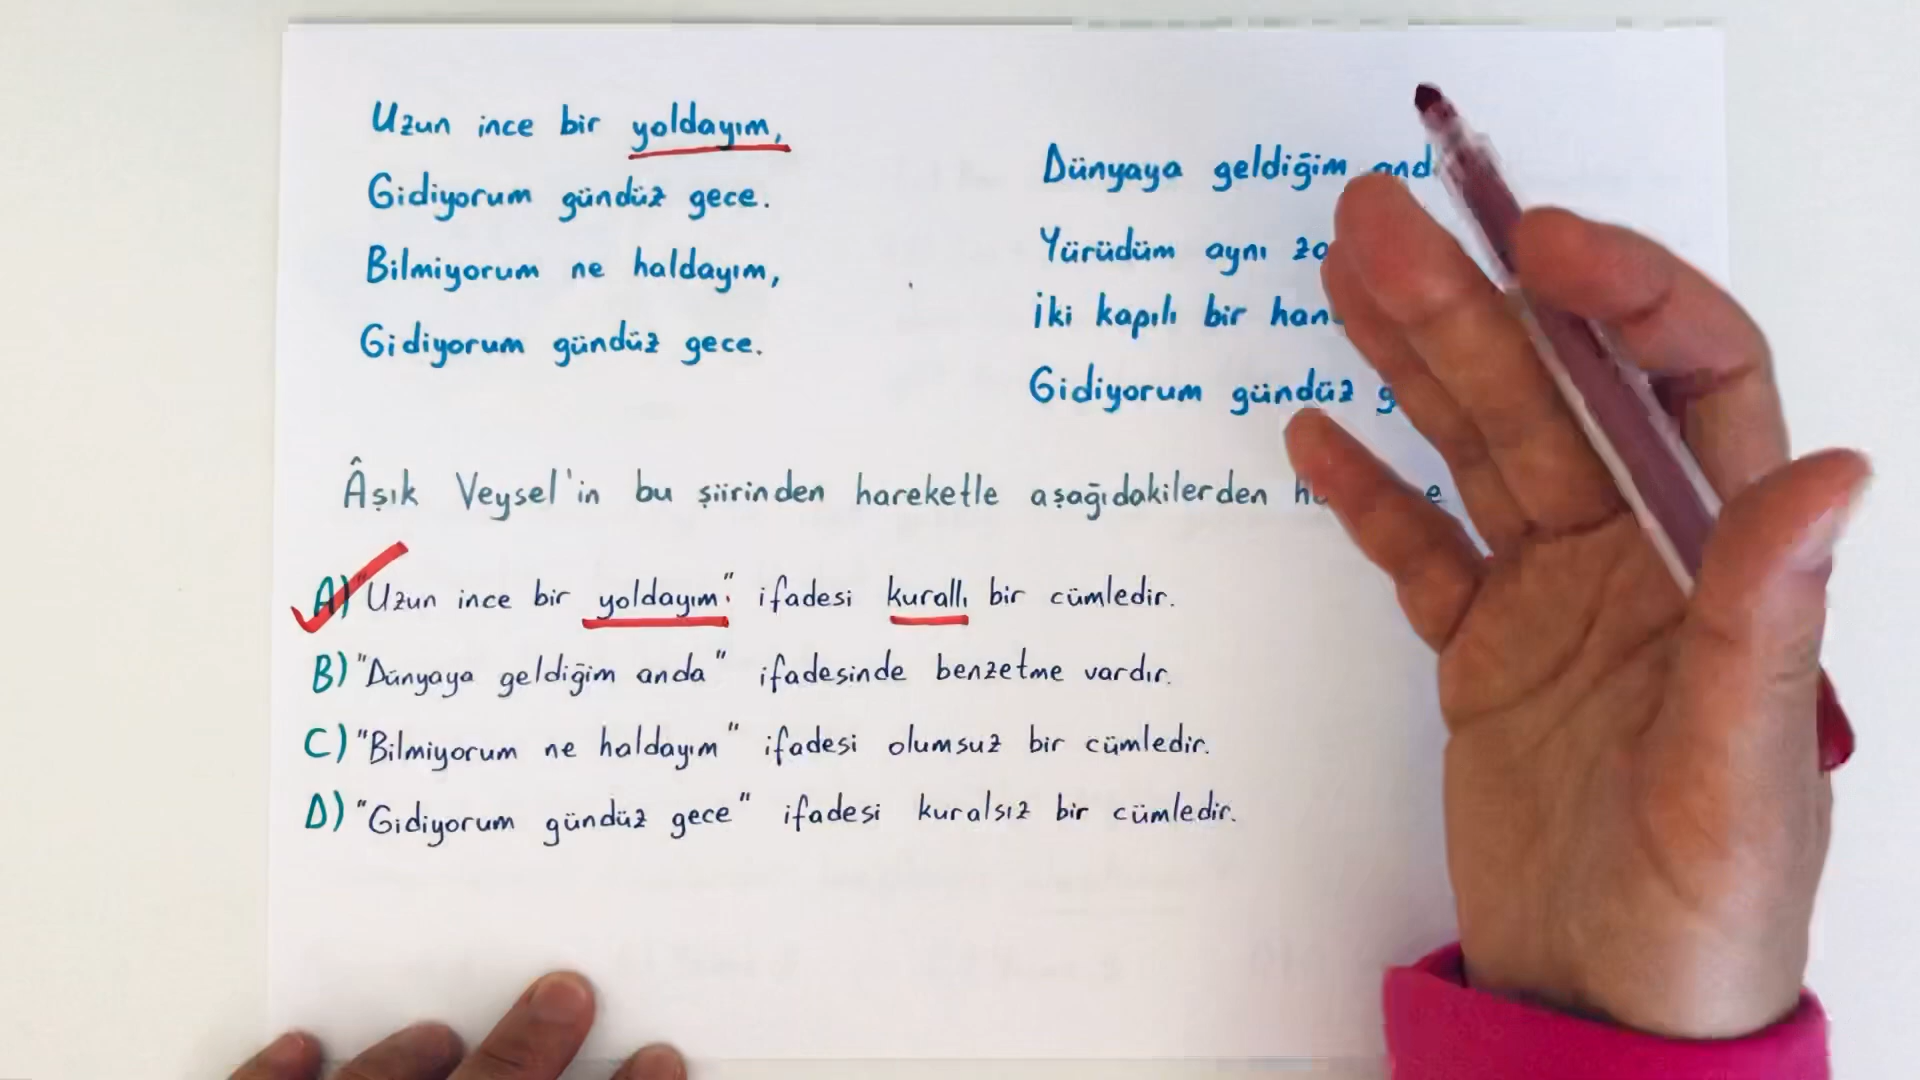 Uzun ince bir yoldayım,
Gidiyorum gündüz gece.
Bilmiyorum ne haldayım,
Gidiyorum gündüz gece.
Dünyaya geldiğim
Yürüdüm aynı
İki kapılı bir
Gidiyorum gündüz
Âşık Veysel'in bu şiirinden hareketle aşağıdakilerden
A) "Uzun ince bir yoldayım." ifadesi kurallı bir cümledir.
B) "Dünyaya geldiğim anda" ifadesinde benzetme vardır.
C) "Bilmiyorum ne haldayım" ifadesi olumsuz bir cümledir.
D) "Gidiyorum gündüz gece" ifadesi kuralsız bir cümledir.